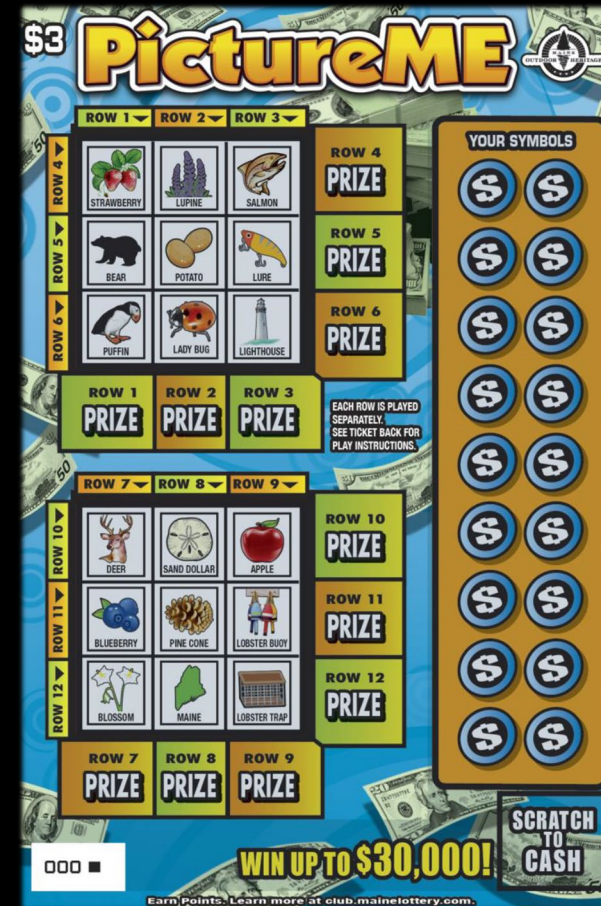 $3
PictureME
MAINE
OUTDOOR HERITAGE
ROW 1 ROW 2 ROW 3
ROW 4
ROW 5
ROW 6
STRAWBERRY LUPINE SALMON
BEAR POTATO LURE
PUFFIN LADY BUG LIGHTHOUSE
ROW 4
PRIZE
ROW 5
PRIZE
ROW 6
PRIZE
ROW 1 ROW 2 ROW 3
PRIZE PRIZE PRIZE
EACH ROW IS PLAYED
SEPARATELY.
SEE TICKET BACK FOR
PLAY INSTRUCTIONS.
YOUR SYMBOLS
$ $
$ $
$ $
$ $
$ $
$ $
$ $
$ $
$ $
ROW 7 ROW 8 ROW 9
ROW 10
ROW 11
ROW 12
DEER SAND DOLLAR APPLE
BLUEBERRY PINE CONE LOBSTER BUOY
BLOSSOM MAINE LOBSTER TRAP
ROW 10
PRIZE
ROW 11
PRIZE
ROW 12
PRIZE
ROW 7 ROW 8 ROW 9
PRIZE PRIZE PRIZE
000
WIN UP TO $30,000!
SCRATCH
TO
CASH
Earn Points. Learn more at club.mainelottery.com.